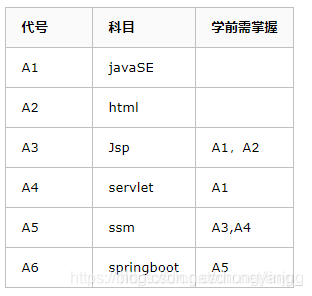 代号 科目 学前需掌握
A1 javaSE
A2 html
A3 Jsp A1，A2
A4 servlet A1
A5 ssm A3,A4
A6 springboot A5